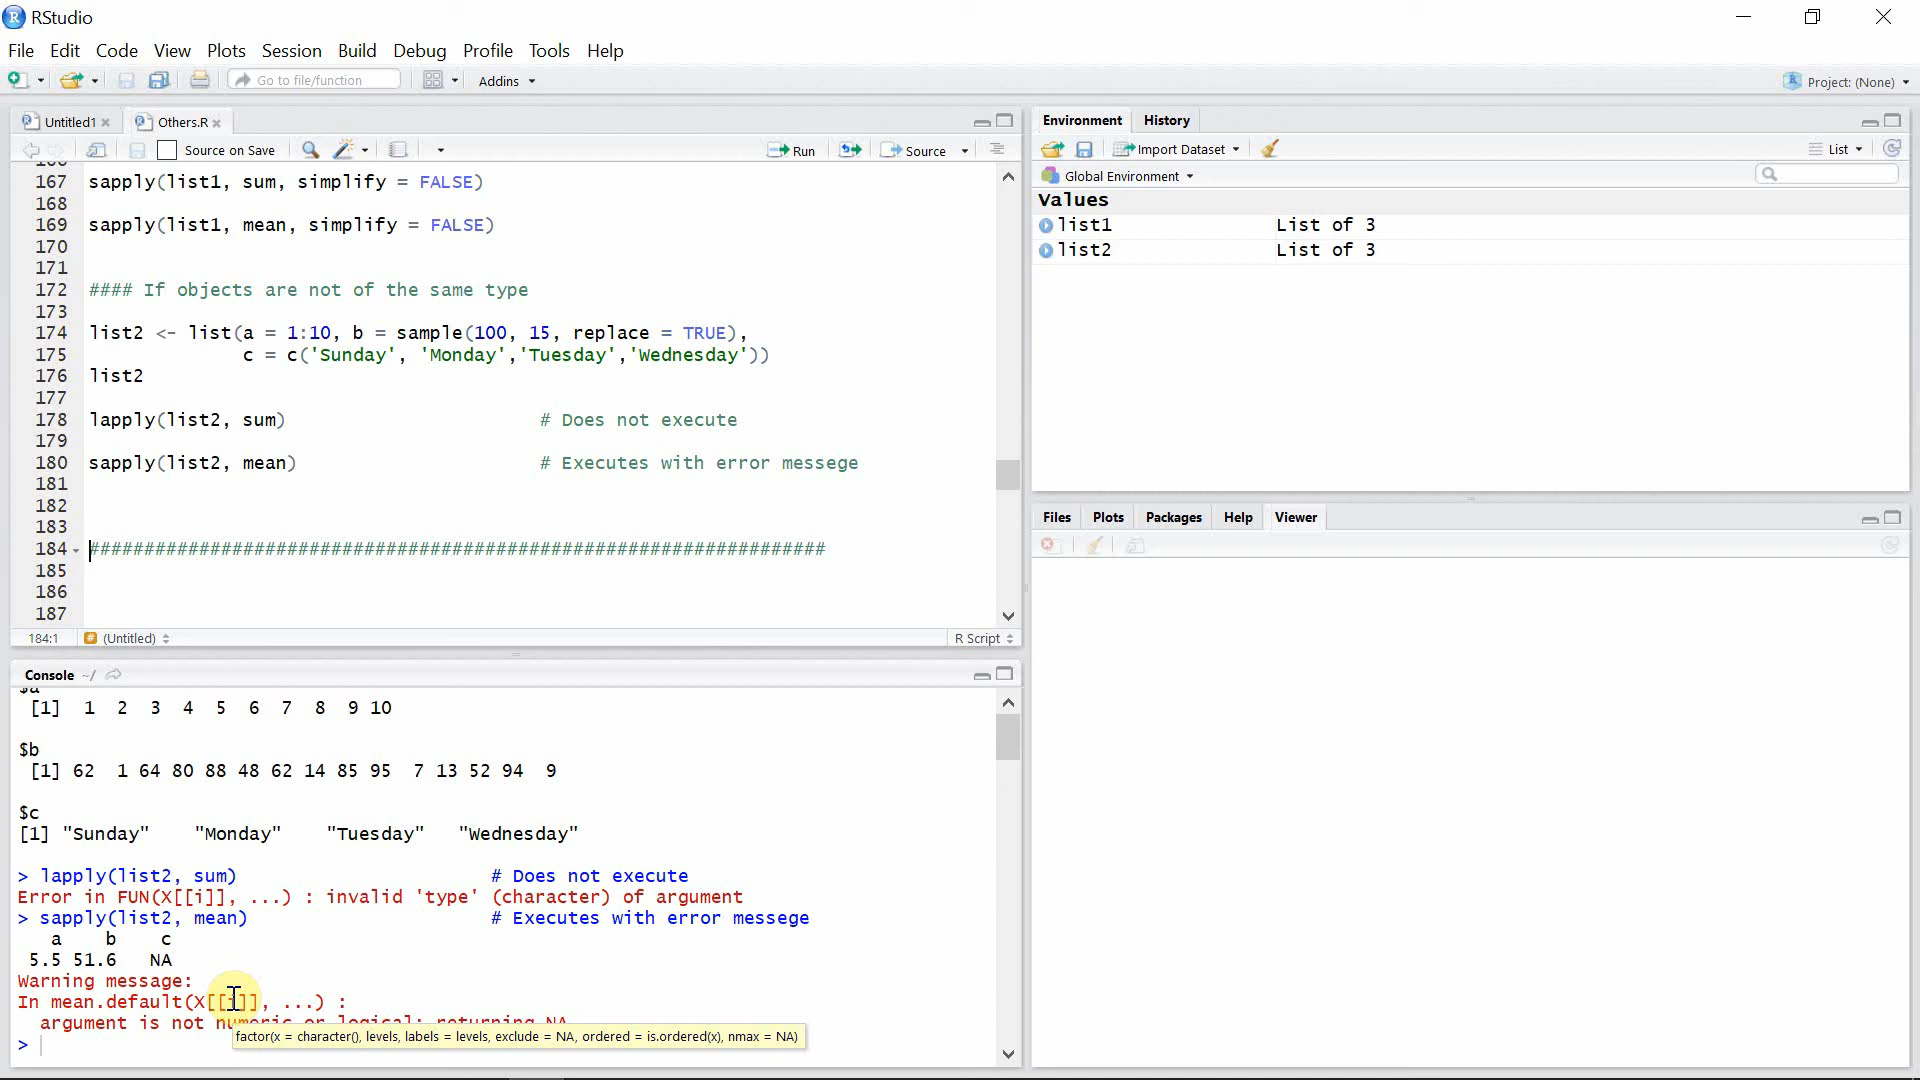 RStudio
File Edit Code View Plots Session Build Debug Profile Tools Help
Go to file/function Addins Project: (None)
Untitled1 Others.R
Source on Save Run Source
167 sapply(list1, sum, simplify = FALSE)
168
169 sapply(list1, mean, simplify = FALSE)
170
171
172 #### If objects are not of the same type
173
174 list2 <- list(a = 1:10, b = sample(100, 15, replace = TRUE),
175 c = c('Sunday', 'Monday','Tuesday','Wednesday'))
176 list2
177
178 lapply(list2, sum) # Does not execute
179
180 sapply(list2, mean) # Executes with error messege
181
182
183
184 ###################################################################
185
186
187
184:1 (Untitled) R Script
Console ~/
$a
[1] 1 2 3 4 5 6 7 8 9 10
$b
[1] 62 1 64 80 88 48 62 14 85 95 7 13 52 94 9
$c
[1] "Sunday" "Monday" "Tuesday" "Wednesday"
> lapply(list2, sum) # Does not execute
Error in FUN(X[[i]], ...) : invalid 'type' (character) of argument
> sapply(list2, mean) # Executes with error messege
a b c
5.5 51.6 NA
Warning message:
In mean.default(X[[i]], ...) :
argument is not numeric or logical: returning NA
factor(x = character(), levels, labels = levels, exclude = NA, ordered = is.ordered(x), nmax = NA)
>
Environment History
Import Dataset List
Global Environment
Values
list1 List of 3
list2 List of 3
Files Plots Packages Help Viewer